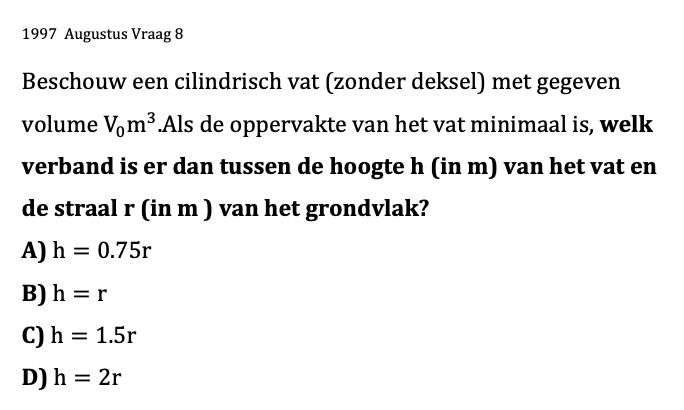 1997 Augustus Vraag 8
Beschouw een cilindrisch vat (zonder deksel) met gegeven
volume V₀m³.Als de oppervakte van het vat minimaal is, welk
verband is er dan tussen de hoogte h (in m) van het vat en
de straal r (in m ) van het grondvlak?
A) h = 0.75r
B) h = r
C) h = 1.5r
D) h = 2r